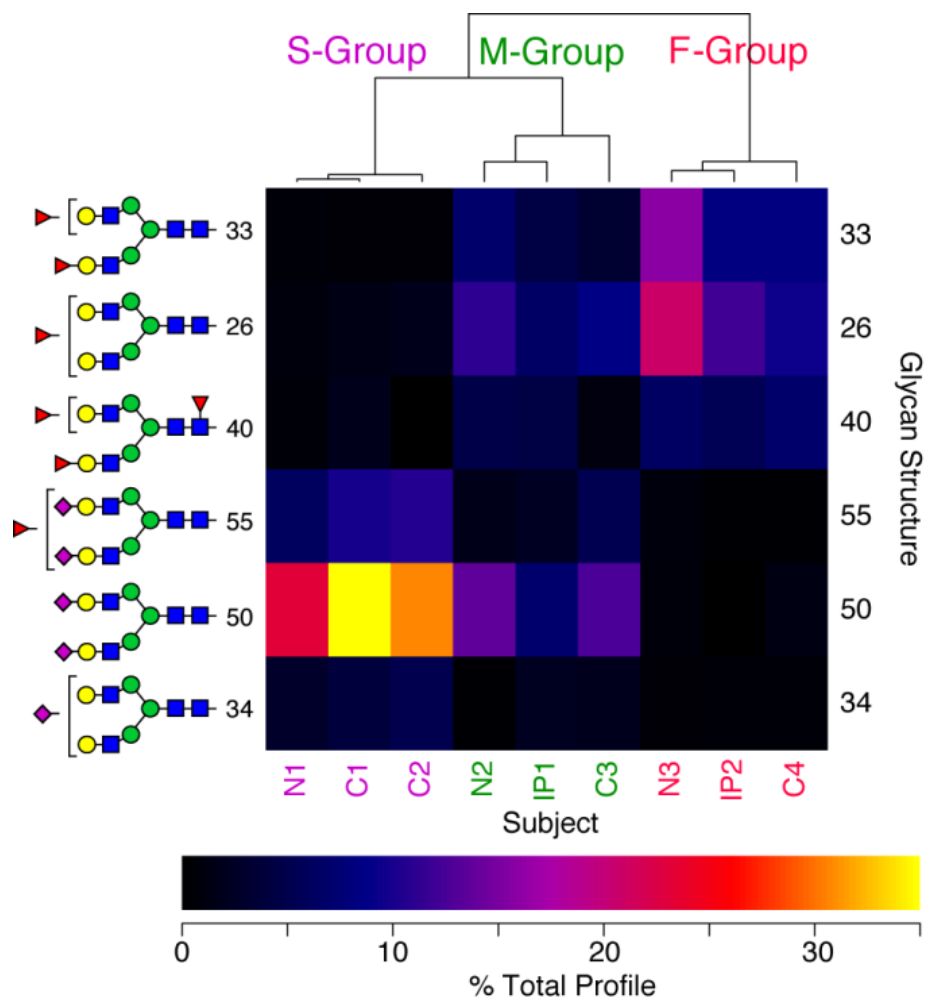 S-Group M-Group F-Group
33 33
26 26
40 40
55 55
50 50
34 34
Glycan Structure
N1 C1 C2 N2 IP1 C3 N3 IP2 C4
Subject
0 10 20 30
% Total Profile